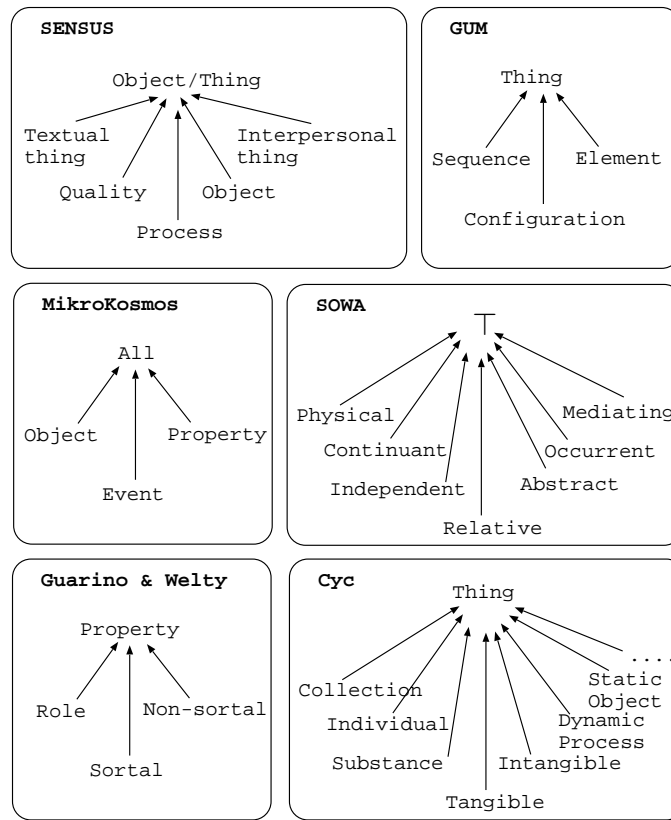 SENSUS
Object/Thing
Textual
thing
Interpersonal
thing
Quality
Object
Process
GUM
Thing
Sequence
Element
Configuration
MikroKosmos
All
Object
Property
Event
SOWA
⊤
Physical
Mediating
Continuant
Occurrent
Independent
Abstract
Relative
Guarino & Welty
Property
Role
Non-sortal
Sortal
Cyc
Thing
....
Collection
Static
Object
Individual
Dynamic
Process
Substance
Intangible
Tangible